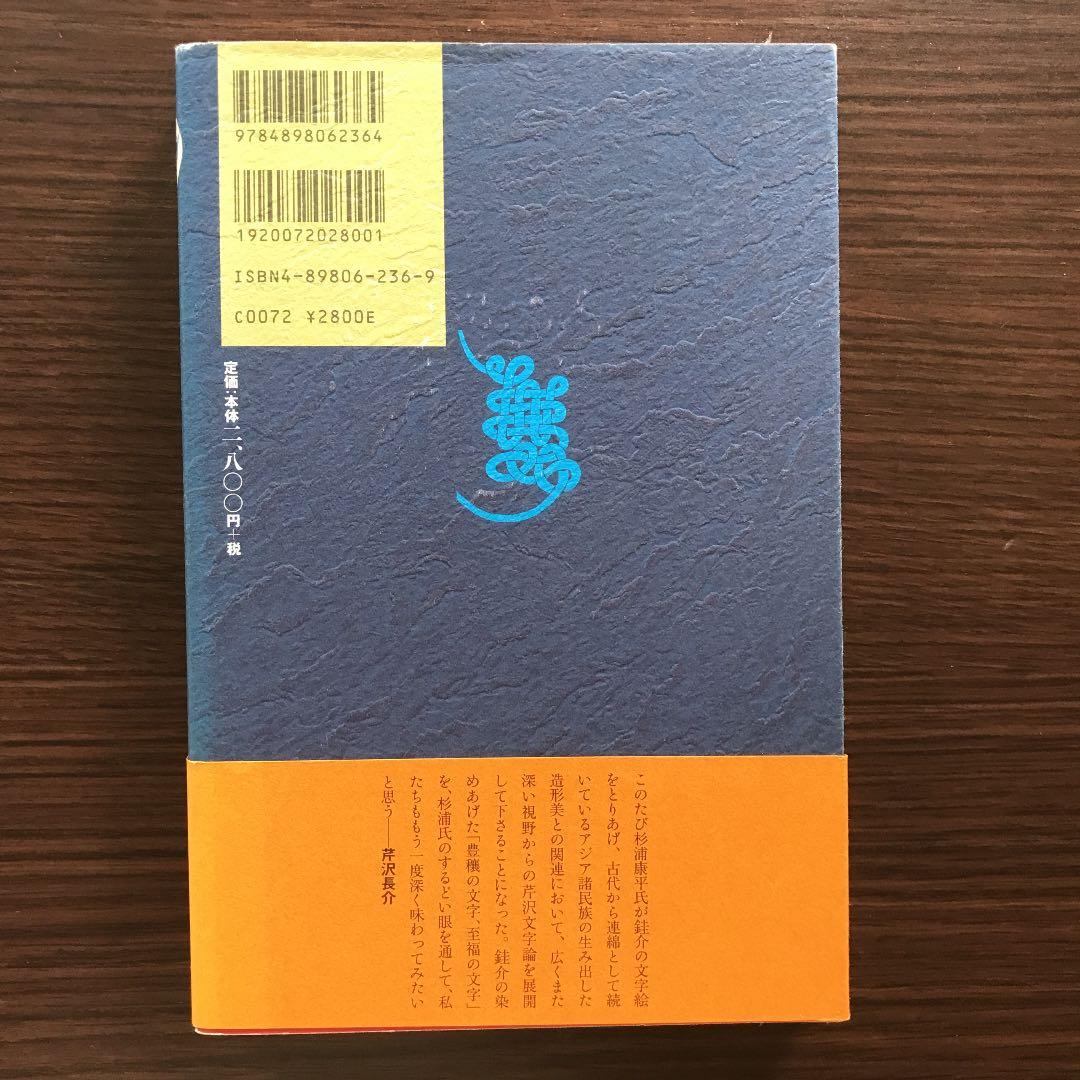 9784898062364
1920072028001
ISBN4-89806-236-9
C0072 ¥2800E
定価:本体二、八〇〇円+税
このたび杉浦康平氏が銈介の文字絵
をとりあげ、古代から連綿として続
いているアジア諸民族の生み出した
造形美との関連において、広くまた
深い視野からの芹沢文字論を展開
して下さることになった。銈介の染
めあげた「豊穣の文字、至福の文字」
を、杉浦氏のするどい眼を通して、私
たちももう一度深く味わってみたい
と思う——芹沢長介